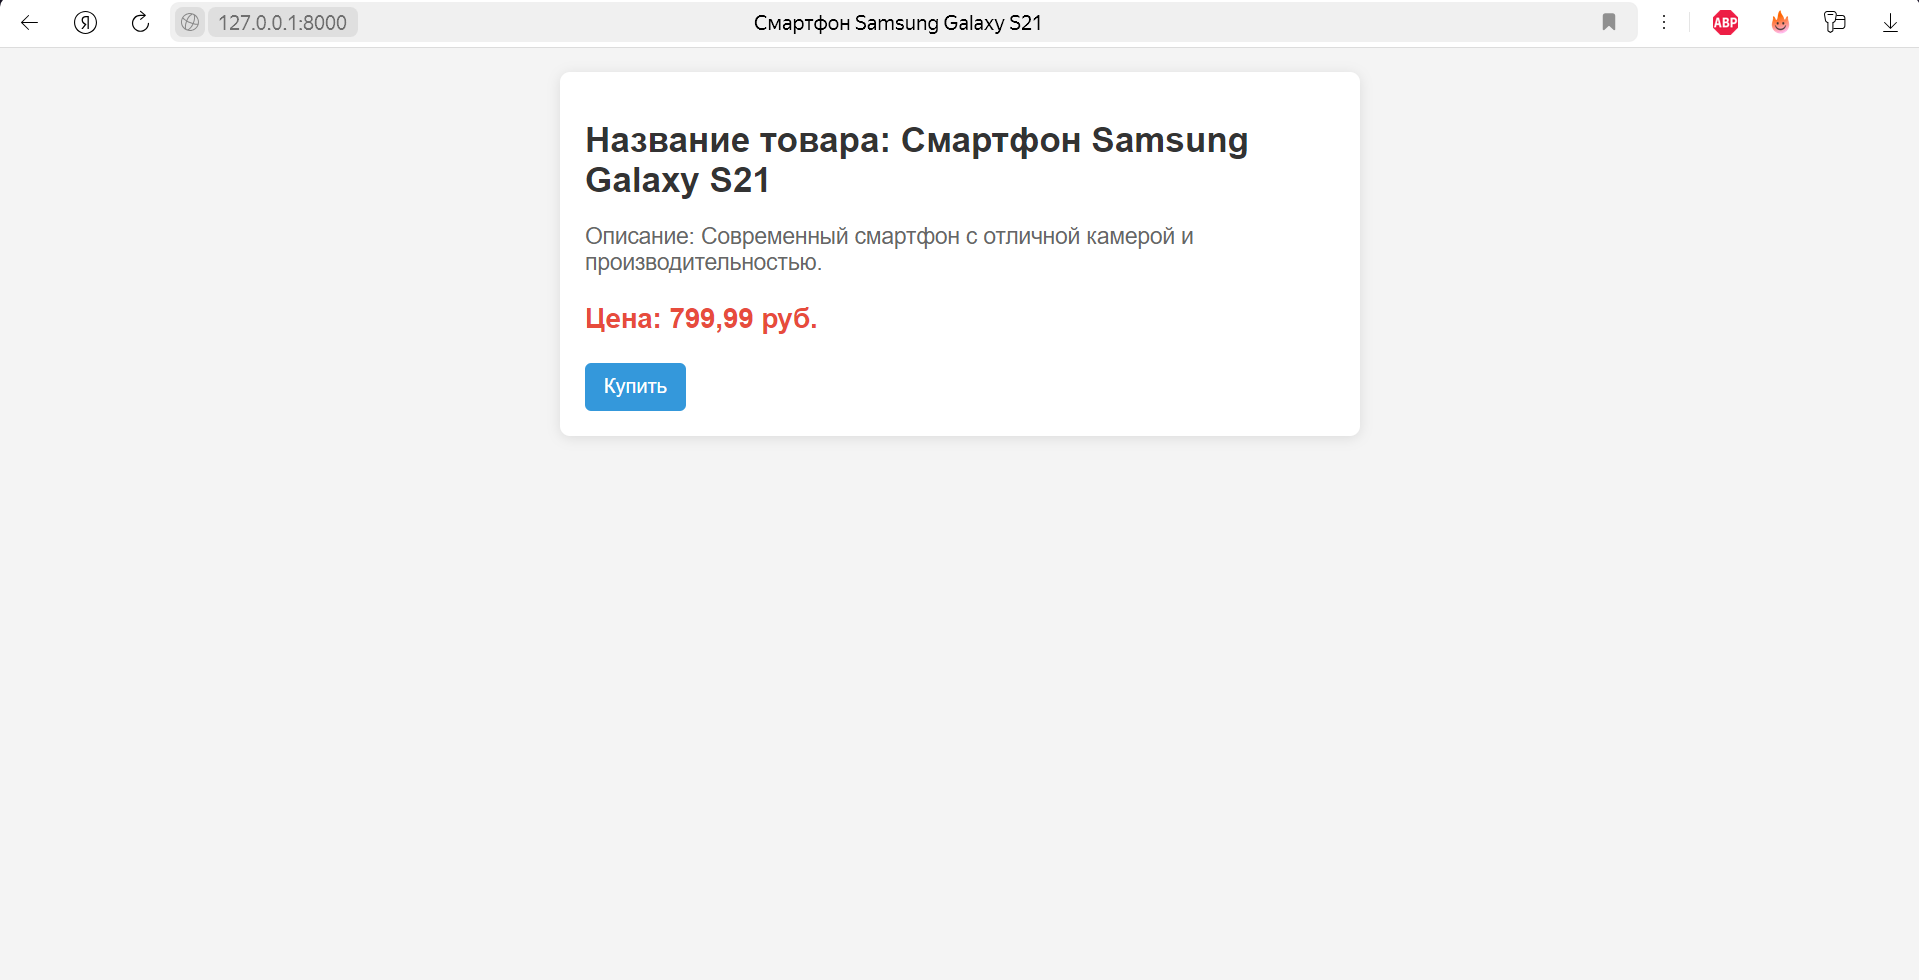 Я 127.0.0.1:8000 Смартфон Samsung Galaxy S21 ABP
Название товара: Смартфон Samsung
Galaxy S21
Описание: Современный смартфон с отличной камерой и
производительностью.
Цена: 799,99 руб.
Купить